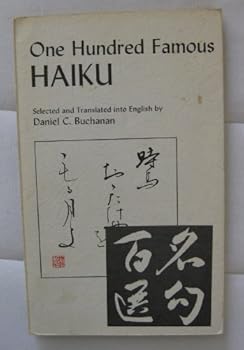 One Hundred Famous
HAIKU
Selected and Translated into English by
Daniel C. Buchanan
名句
百選